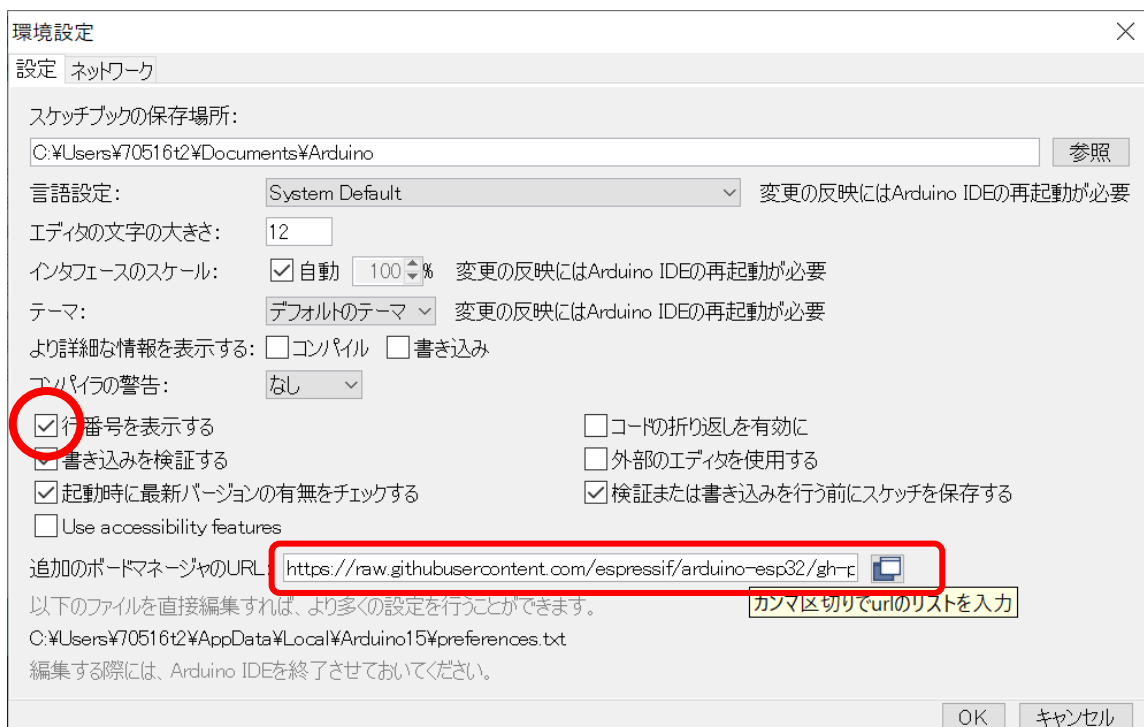 環境設定
設定 ネットワーク
スケッチブックの保存場所:
C:¥Users¥70516t2¥Documents¥Arduino 参照
言語設定: System Default 変更の反映にはArduino IDEの再起動が必要
エディタの文字の大きさ: 12
インタフェースのスケール: 自動 100 % 変更の反映にはArduino IDEの再起動が必要
テーマ: デフォルトのテーマ 変更の反映にはArduino IDEの再起動が必要
より詳細な情報を表示する: コンパイル 書き込み
コンパイラの警告: なし
行番号を表示する コードの折り返しを有効に
書き込みを検証する 外部のエディタを使用する
起動時に最新バージョンの有無をチェックする 検証または書き込みを行う前にスケッチを保存する
Use accessibility features
追加のボードマネージャのURL: https://raw.githubusercontent.com/espressif/arduino-esp32/gh-p
以下のファイルを直接編集すれば、より多くの設定を行うことができます。 カンマ区切りでurlのリストを入力
C:¥Users¥70516t2¥AppData¥Local¥Arduino15¥preferences.txt
編集する際には、Arduino IDEを終了させておいてください。
OK キャンセル